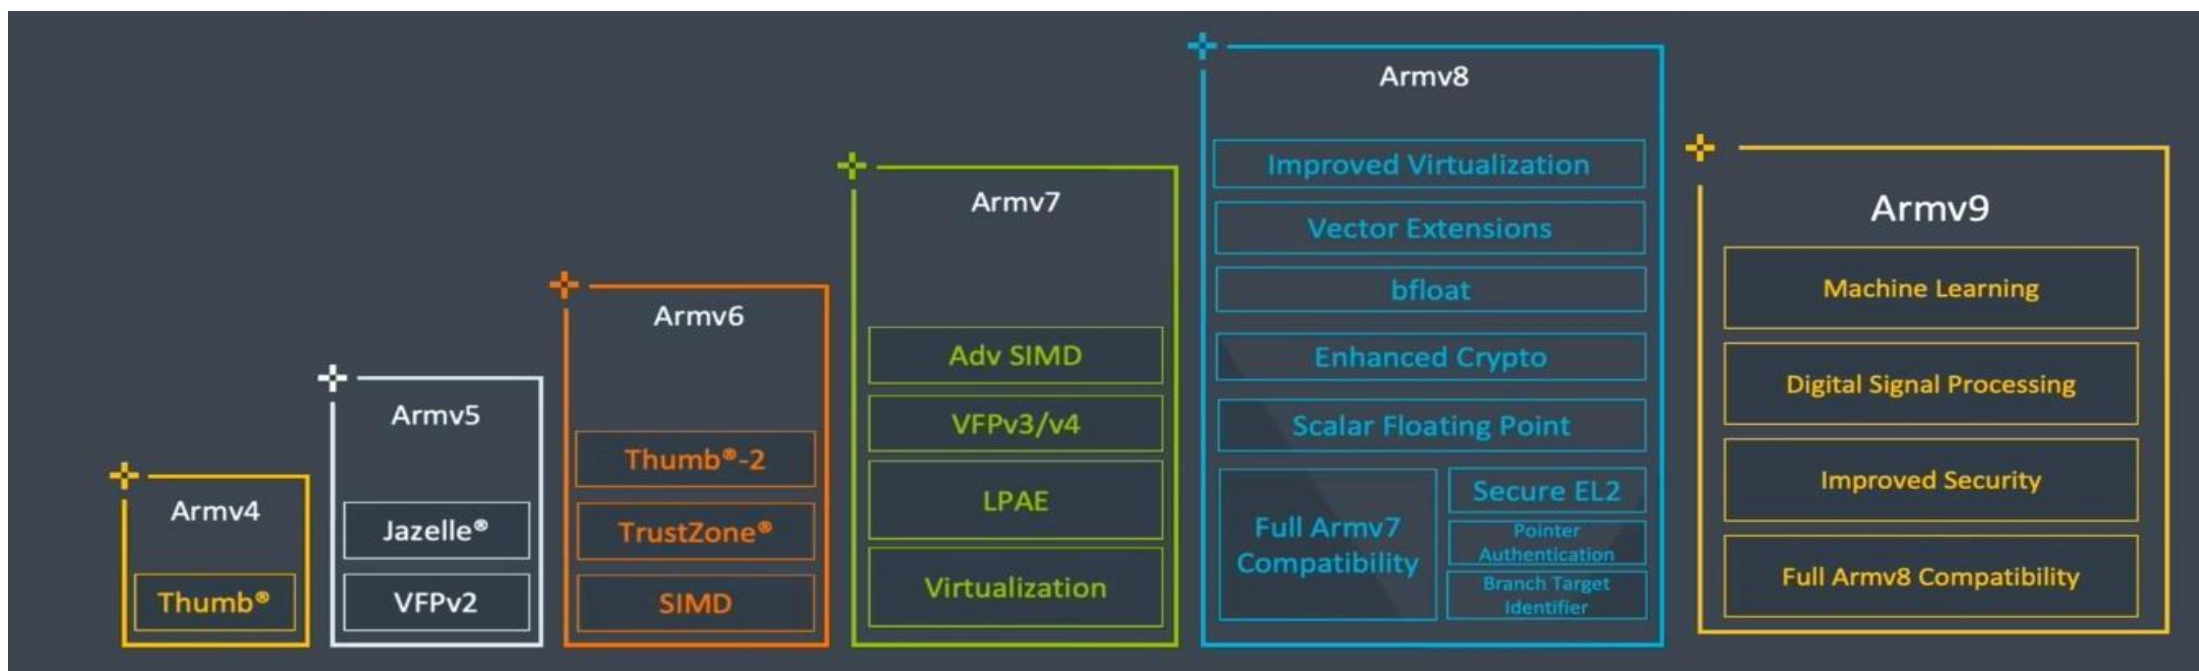 Armv4
Thumb®
Armv5
Jazelle®
VFPv2
Armv6
Thumb®-2
TrustZone®
SIMD
Armv7
Adv SIMD
VFPv3/v4
LPAE
Virtualization
Armv8
Improved Virtualization
Vector Extensions
bfloat
Enhanced Crypto
Scalar Floating Point
Full Armv7
Compatibility
Secure EL2
Pointer
Authentication
Branch Target
Identifier
Armv9
Machine Learning
Digital Signal Processing
Improved Security
Full Armv8 Compatibility